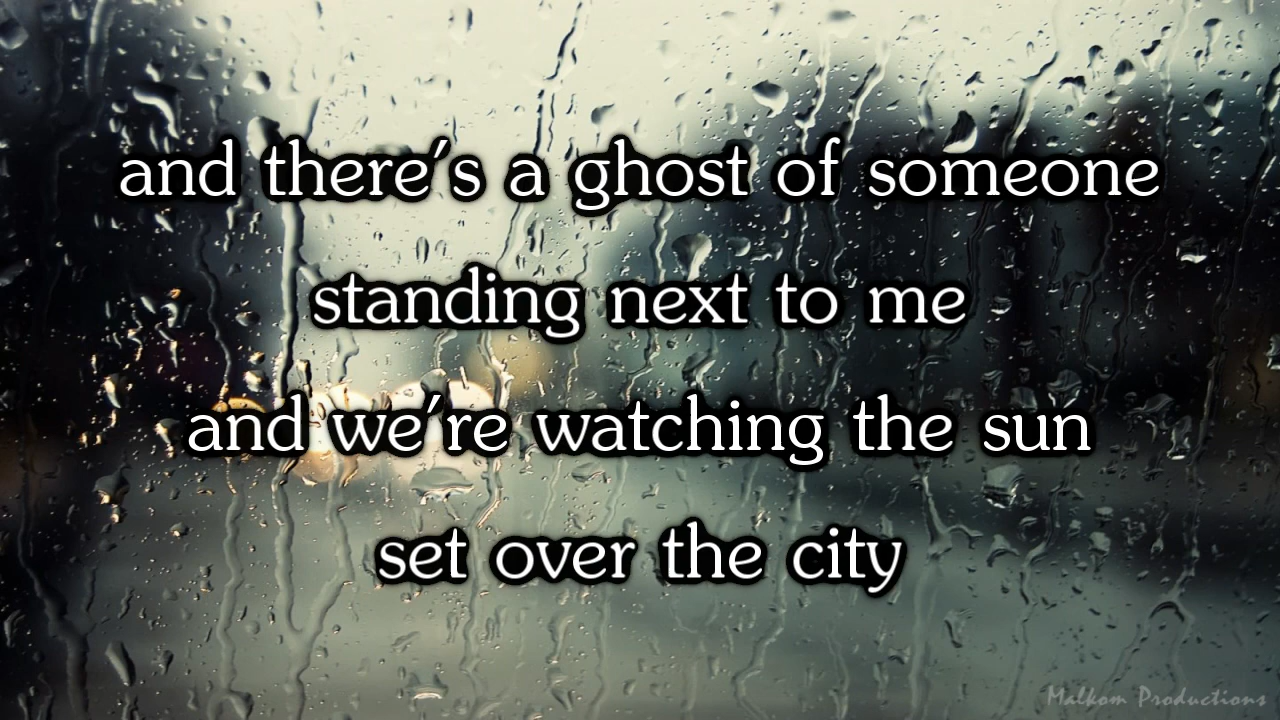 and there's a ghost of someone
standing next to me
and we're watching the sun
set over the city
Malkom Productions